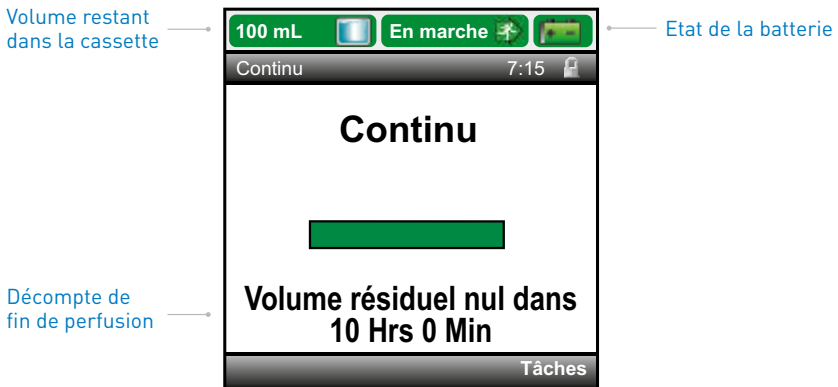 Volume restant
dans la cassette
100 mL
En marche
Etat de la batterie
Continu
7:15
Continu
Volume résiduel nul dans
10 Hrs 0 Min
Décompte de
fin de perfusion
Tâches